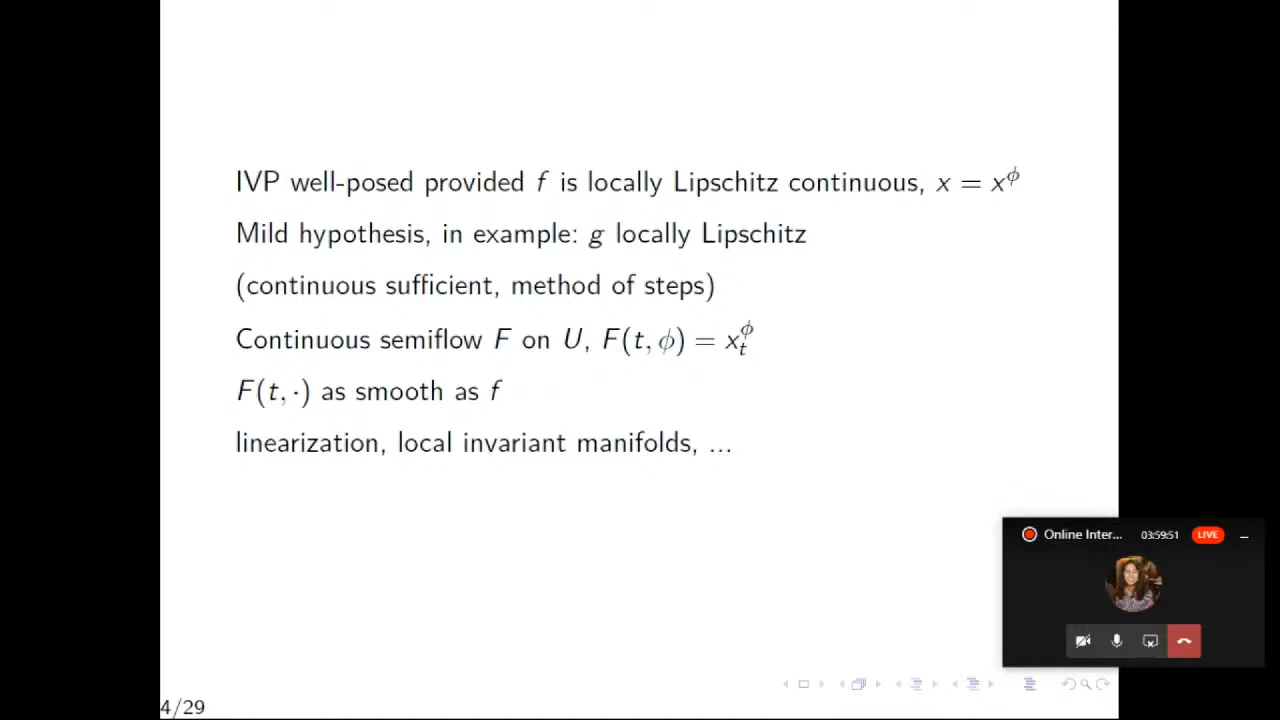 IVP well-posed provided f is locally Lipschitz continuous, x = x^ϕ
Mild hypothesis, in example: g locally Lipschitz
(continuous sufficient, method of steps)
Continuous semiflow F on U, F(t, ϕ) = x_t^ϕ
F(t, ·) as smooth as f
linearization, local invariant manifolds, ...
Online Inter... 03:59:51 LIVE
4/29